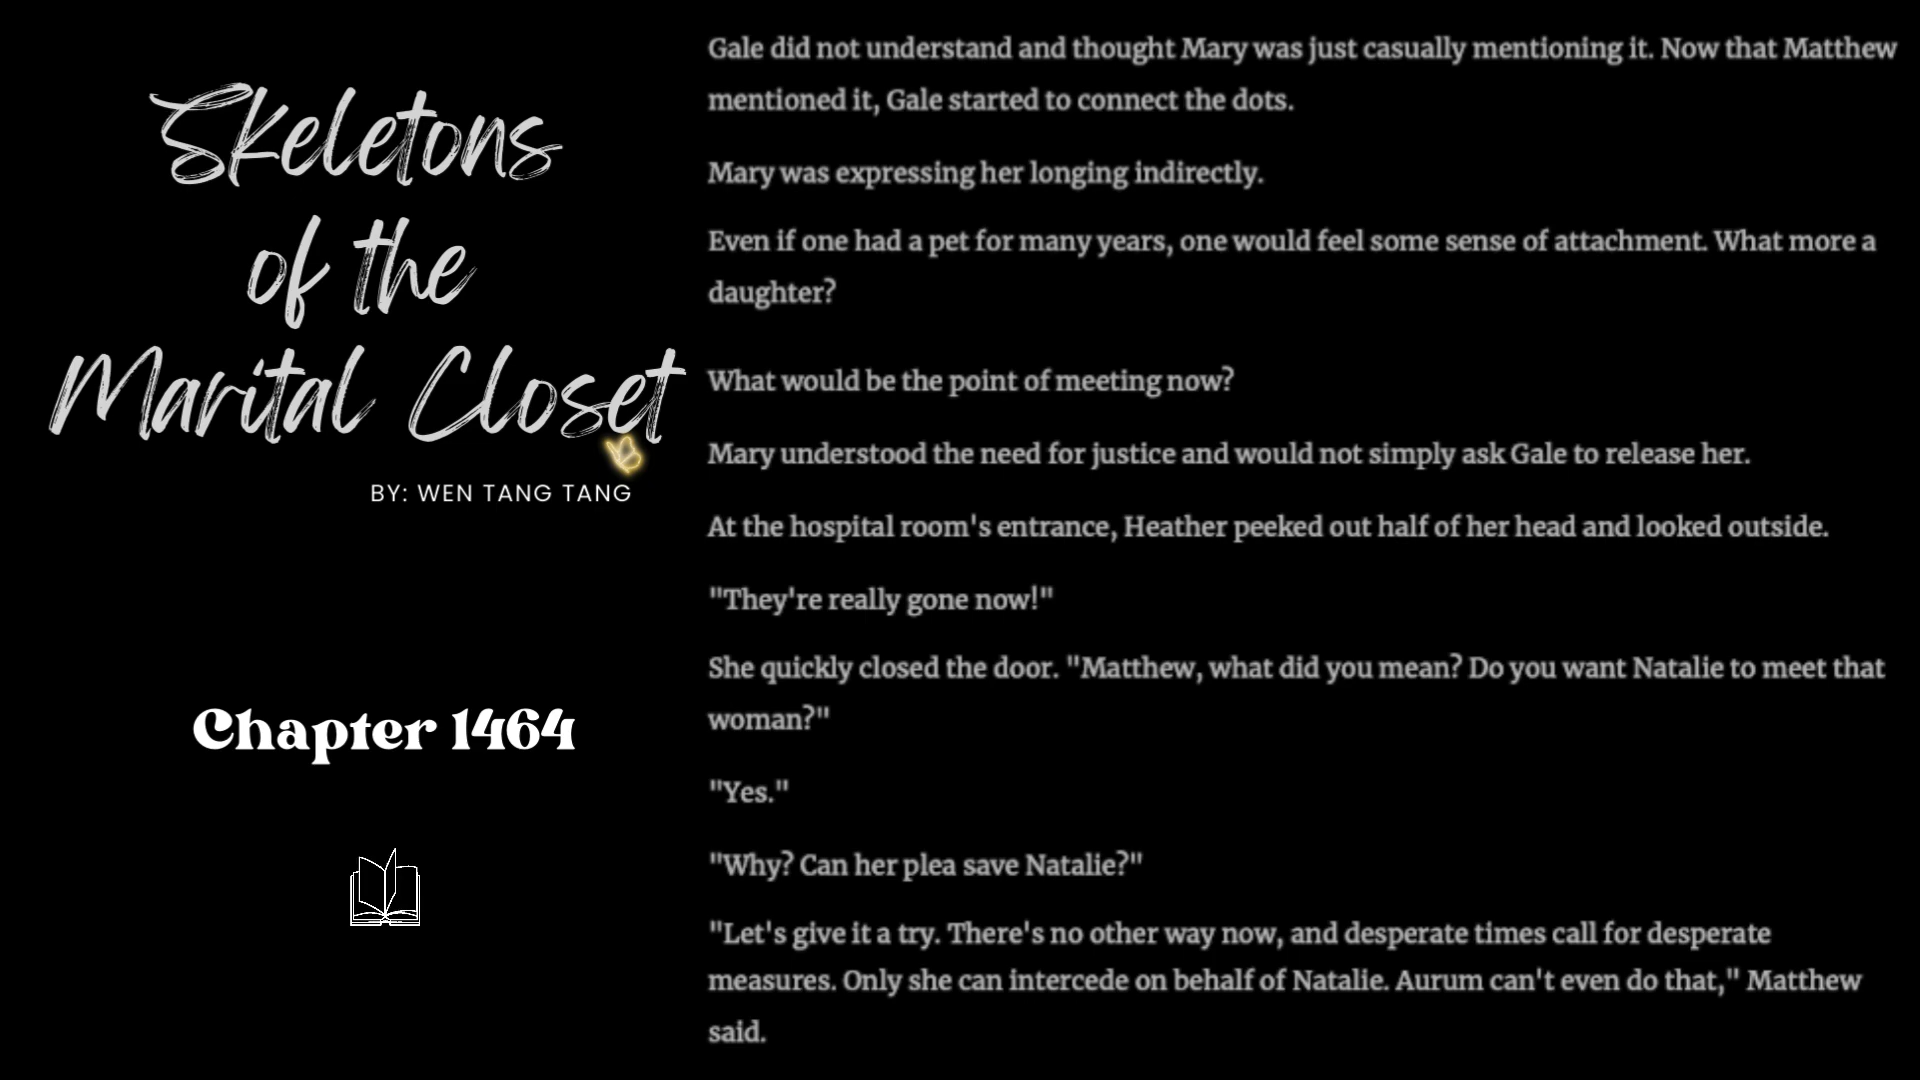 Skeletons
of the
Marital Closet
BY: WEN TANG TANG
Chapter 1464
Gale did not understand and thought Mary was just casually mentioning it. Now that Matthew
mentioned it, Gale started to connect the dots.
Mary was expressing her longing indirectly.
Even if one had a pet for many years, one would feel some sense of attachment. What more a
daughter?
What would be the point of meeting now?
Mary understood the need for justice and would not simply ask Gale to release her.
At the hospital room's entrance, Heather peeked out half of her head and looked outside.
"They're really gone now!"
She quickly closed the door. "Matthew, what did you mean? Do you want Natalie to meet that
woman?"
"Yes."
"Why? Can her plea save Natalie?"
"Let's give it a try. There's no other way now, and desperate times call for desperate
measures. Only she can intercede on behalf of Natalie. Aurum can't even do that," Matthew
said.